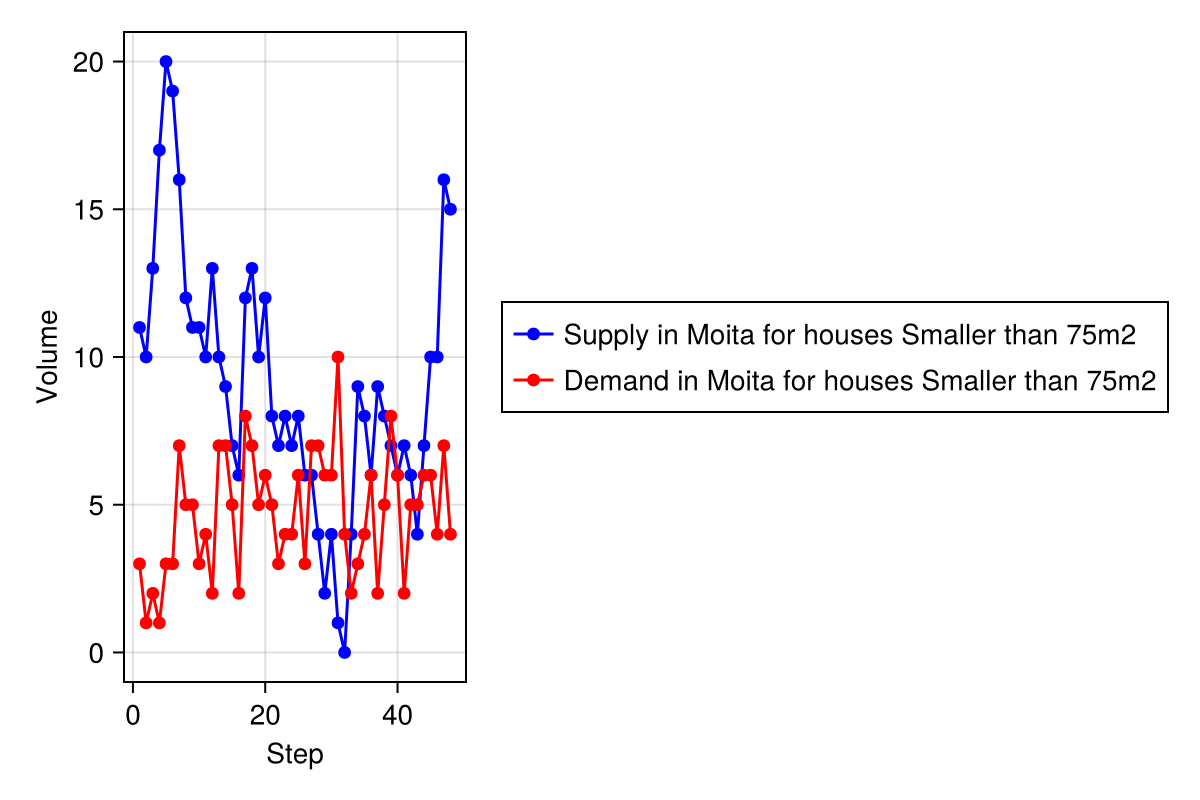 20
15
10
5
0
Volume
0 20 40
Step
Supply in Moita for houses Smaller than 75m2
Demand in Moita for houses Smaller than 75m2